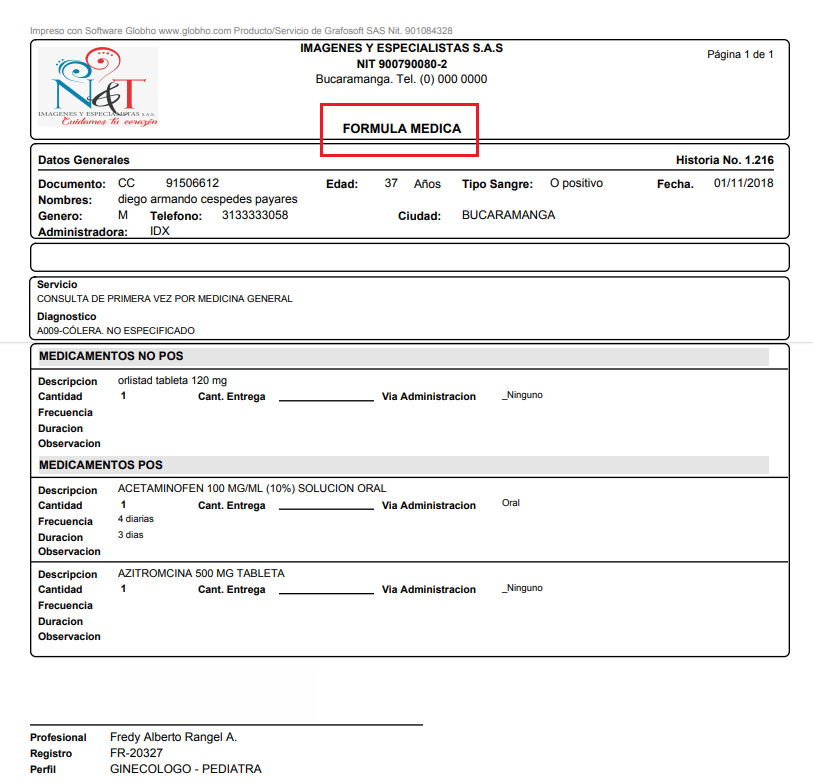 Impreso con Software Globho www.globho.com Producto/Servicio de Grafosoft SAS Nit. 901084328
IMAGENES Y ESPECIALISTAS S.A.S
Página 1 de 1
NIT 900790080-2
Bucaramanga. Tel. (0) 000 0000
N&T
IMAGENES Y ESPECIALISTAS S.A.S.
Cuidamos tu corazón
FORMULA MEDICA
Datos Generales Historia No. 1.216
Documento: CC 91506612 Edad: 37 Años Tipo Sangre: O positivo Fecha. 01/11/2018
Nombres: diego armando cespedes payares
Genero: M Telefono: 3133333058 Ciudad: BUCARAMANGA
Administradora: IDX
Servicio
CONSULTA DE PRIMERA VEZ POR MEDICINA GENERAL
Diagnostico
A009-CÓLERA. NO ESPECIFICADO
MEDICAMENTOS NO POS
Descripcion orlistad tableta 120 mg
Cantidad 1 Cant. Entrega Via Administracion _Ninguno
Frecuencia
Duracion
Observacion
MEDICAMENTOS POS
Descripcion ACETAMINOFEN 100 MG/ML (10%) SOLUCION ORAL
Cantidad 1 Cant. Entrega Via Administracion Oral
Frecuencia 4 diarias
Duracion 3 dias
Observacion
Descripcion AZITROMCINA 500 MG TABLETA
Cantidad 1 Cant. Entrega Via Administracion _Ninguno
Frecuencia
Duracion
Observacion
Profesional Fredy Alberto Rangel A.
Registro FR-20327
Perfil GINECOLOGO - PEDIATRA